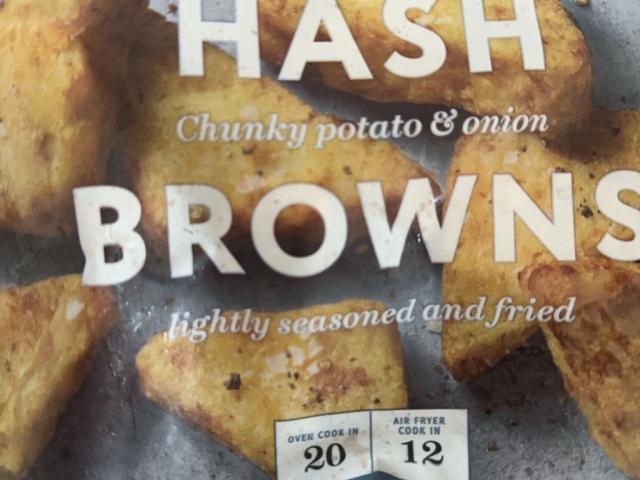 HASH
Chunky potato & onion
BROWNS
lightly seasoned and fried
OVEN COOK IN
20
AIR FRYER
COOK IN
12